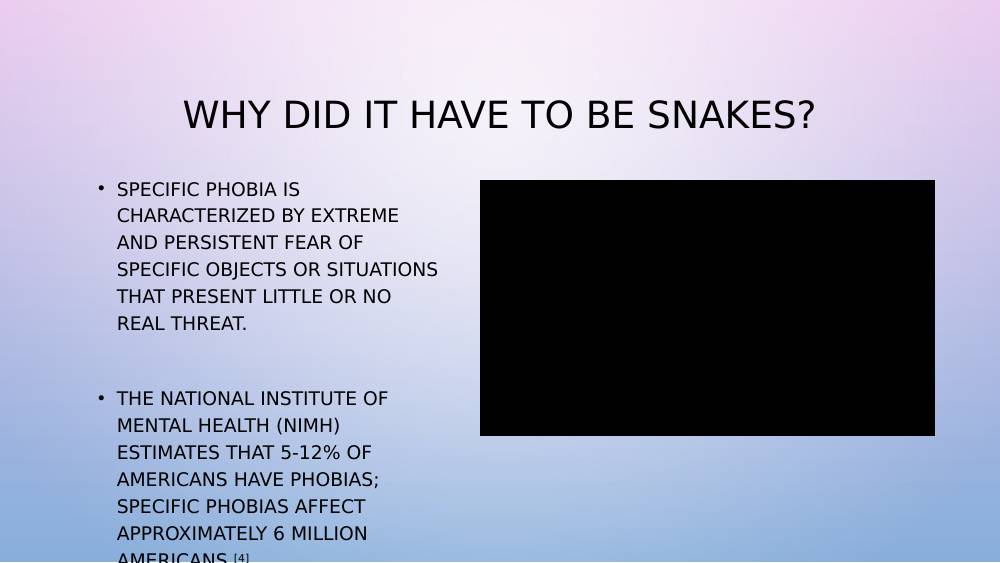 WHY DID IT HAVE TO BE SNAKES?
• SPECIFIC PHOBIA IS
CHARACTERIZED BY EXTREME
AND PERSISTENT FEAR OF
SPECIFIC OBJECTS OR SITUATIONS
THAT PRESENT LITTLE OR NO
REAL THREAT.
• THE NATIONAL INSTITUTE OF
MENTAL HEALTH (NIMH)
ESTIMATES THAT 5-12% OF
AMERICANS HAVE PHOBIAS;
SPECIFIC PHOBIAS AFFECT
APPROXIMATELY 6 MILLION
AMERICANS [4]